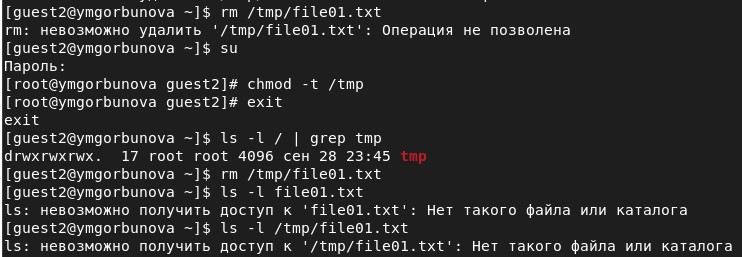 [guest2@ymgorbunova ~]$ rm /tmp/file01.txt
rm: невозможно удалить '/tmp/file01.txt': Операция не позволена
[guest2@ymgorbunova ~]$ su
Пароль:
[root@ymgorbunova guest2]# chmod -t /tmp
[root@ymgorbunova guest2]# exit
exit
[guest2@ymgorbunova ~]$ ls -l / | grep tmp
drwxrwxrwx.  17 root root 4096 сен 28 23:45 tmp
[guest2@ymgorbunova ~]$ rm /tmp/file01.txt
[guest2@ymgorbunova ~]$ ls -l file01.txt
ls: невозможно получить доступ к 'file01.txt': Нет такого файла или каталога
[guest2@ymgorbunova ~]$ ls -l /tmp/file01.txt
ls: невозможно получить доступ к '/tmp/file01.txt': Нет такого файла или каталога